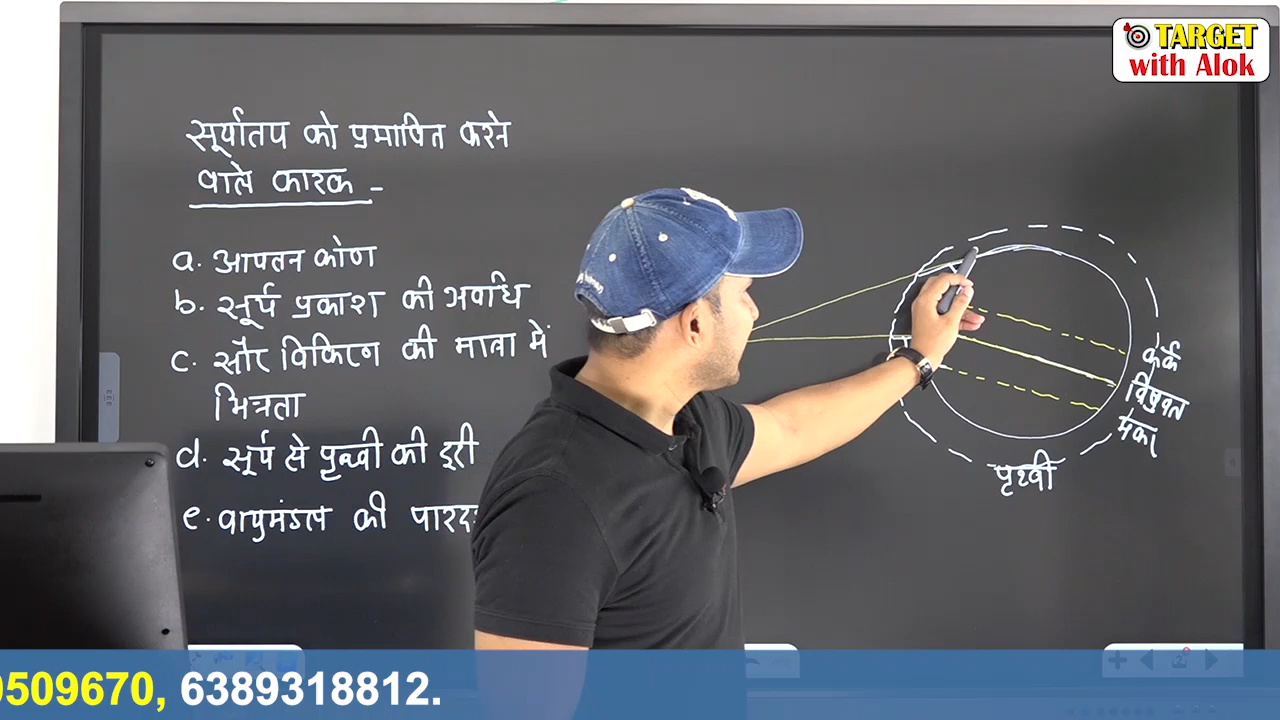 TARGET
with Alok
सूर्यातप को प्रभावित करने
वाले कारक -
a. आपतन कोण
b. सूर्य प्रकाश की अवधि
c. सौर विकिरण की मात्रा में
भिन्नता
d. सूर्य से पृथ्वी की दूरी
e. वायुमंडल की
कर्क
विषुवत
मकर
पृथ्वी
509670, 6389318812.